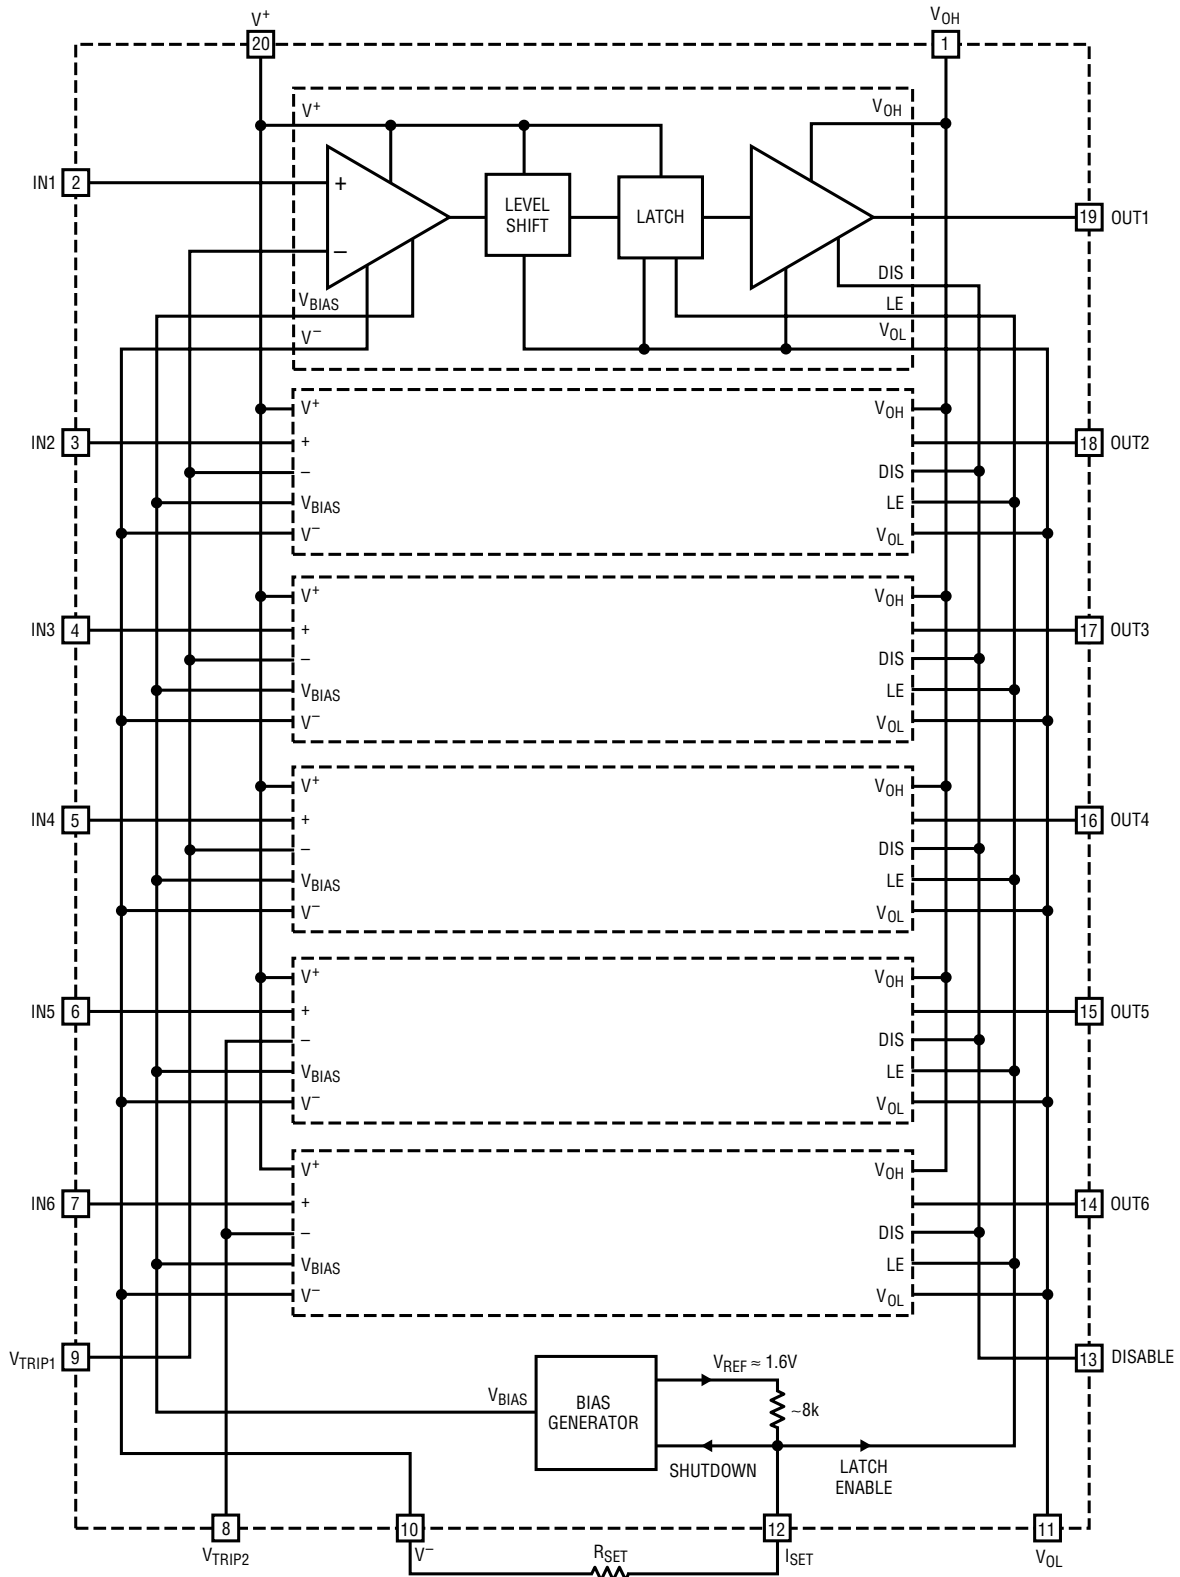 V+ VOH
20 1
V+ VOH
IN1 2 +
LEVEL SHIFT
LATCH
19 OUT1
–
DIS
VBIAS LE
V– VOL
V+ VOH
IN2 3 + 18 OUT2
– DIS
VBIAS LE
V– VOL
V+ VOH
IN3 4 + 17 OUT3
– DIS
VBIAS LE
V– VOL
V+ VOH
IN4 5 + 16 OUT4
– DIS
VBIAS LE
V– VOL
V+ VOH
IN5 6 + 15 OUT5
– DIS
VBIAS LE
V– VOL
V+ VOH
IN6 7 + 14 OUT6
– DIS
VBIAS LE
V– VOL
VTRIP1 9 13 DISABLE
VREF ≈ 1.6V
VBIAS
BIAS
GENERATOR
~8k
SHUTDOWN
LATCH
ENABLE
8 10 12 11
VTRIP2 V– RSET ISET VOL